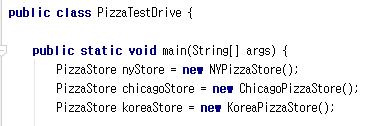 public class PizzaTestDrive {
public static void main(String[] args) {
PizzaStore nyStore = new NYPizzaStore();
PizzaStore chicagoStore = new ChicagoPizzaStore();
PizzaStore koreaStore = new KoreaPizzaStore();